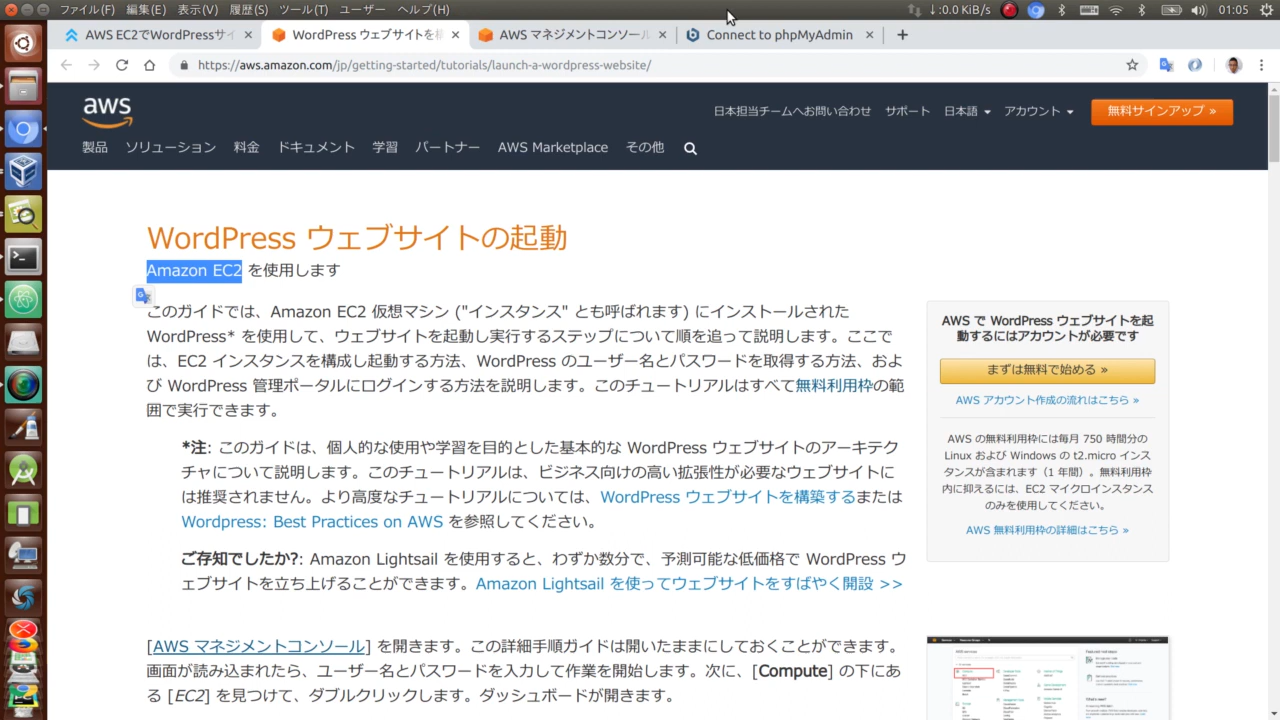 ファイル(F) 編集(E) 表示(V) 履歴(S) ツール(T) ユーザー ヘルプ(H)
↓:0.0 KiB/s
01:05
AWS EC2でWordPressサイ
WordPress ウェブサイトを構
AWS マネジメントコンソール
Connect to phpMyAdmin
https://aws.amazon.com/jp/getting-started/tutorials/launch-a-wordpress-website/
aws
日本担当チームへお問い合わせ サポート 日本語 アカウント 無料サインアップ »
製品 ソリューション 料金 ドキュメント 学習 パートナー AWS Marketplace その他
WordPress ウェブサイトの起動
Amazon EC2 を使用します
このガイドでは、Amazon EC2 仮想マシン ("インスタンス" とも呼ばれます) にインストールされた
WordPress* を使用して、ウェブサイトを起動し実行するステップについて順を追って説明します。ここで
は、EC2 インスタンスを構成し起動する方法、WordPress のユーザー名とパスワードを取得する方法、およ
び WordPress 管理ポータルにログインする方法を説明します。このチュートリアルはすべて無料利用枠の範
囲で実行できます。
*注: このガイドは、個人的な使用や学習を目的とした基本的な WordPress ウェブサイトのアーキテク
チャについて説明します。このチュートリアルは、ビジネス向けの高い拡張性が必要なウェブサイトに
は推奨されません。より高度なチュートリアルについては、WordPress ウェブサイトを構築するまたは
Wordpress: Best Practices on AWS を参照してください。
ご存知でしたか?: Amazon Lightsail を使用すると、わずか数分で、予測可能な低価格で WordPress ウ
ェブサイトを立ち上げることができます。Amazon Lightsail を使ってウェブサイトをすばやく開設 >>
[AWS マネジメントコンソール] を開きます。この詳細手順ガイドは開いたままにしておくことができます。
画面が読み込まれたら、ユーザー名とパスワードを入力して開始します。次に、[Compute] の下にあ
る [EC2] を見つけて、ダブルクリックします。ダッシュボードが開きます。
AWS で WordPress ウェブサイトを起
動するにはアカウントが必要です
まずは無料で始める »
AWS アカウント作成の流れはこちら »
AWS の無料利用枠には毎月 750 時間分の
Linux および Windows の t2.micro インス
タンスが含まれます（1 年間）。無料利用枠
内に抑えるには、EC2 マイクロインスタンス
のみを使用してください。
AWS 無料利用枠の詳細はこちら »